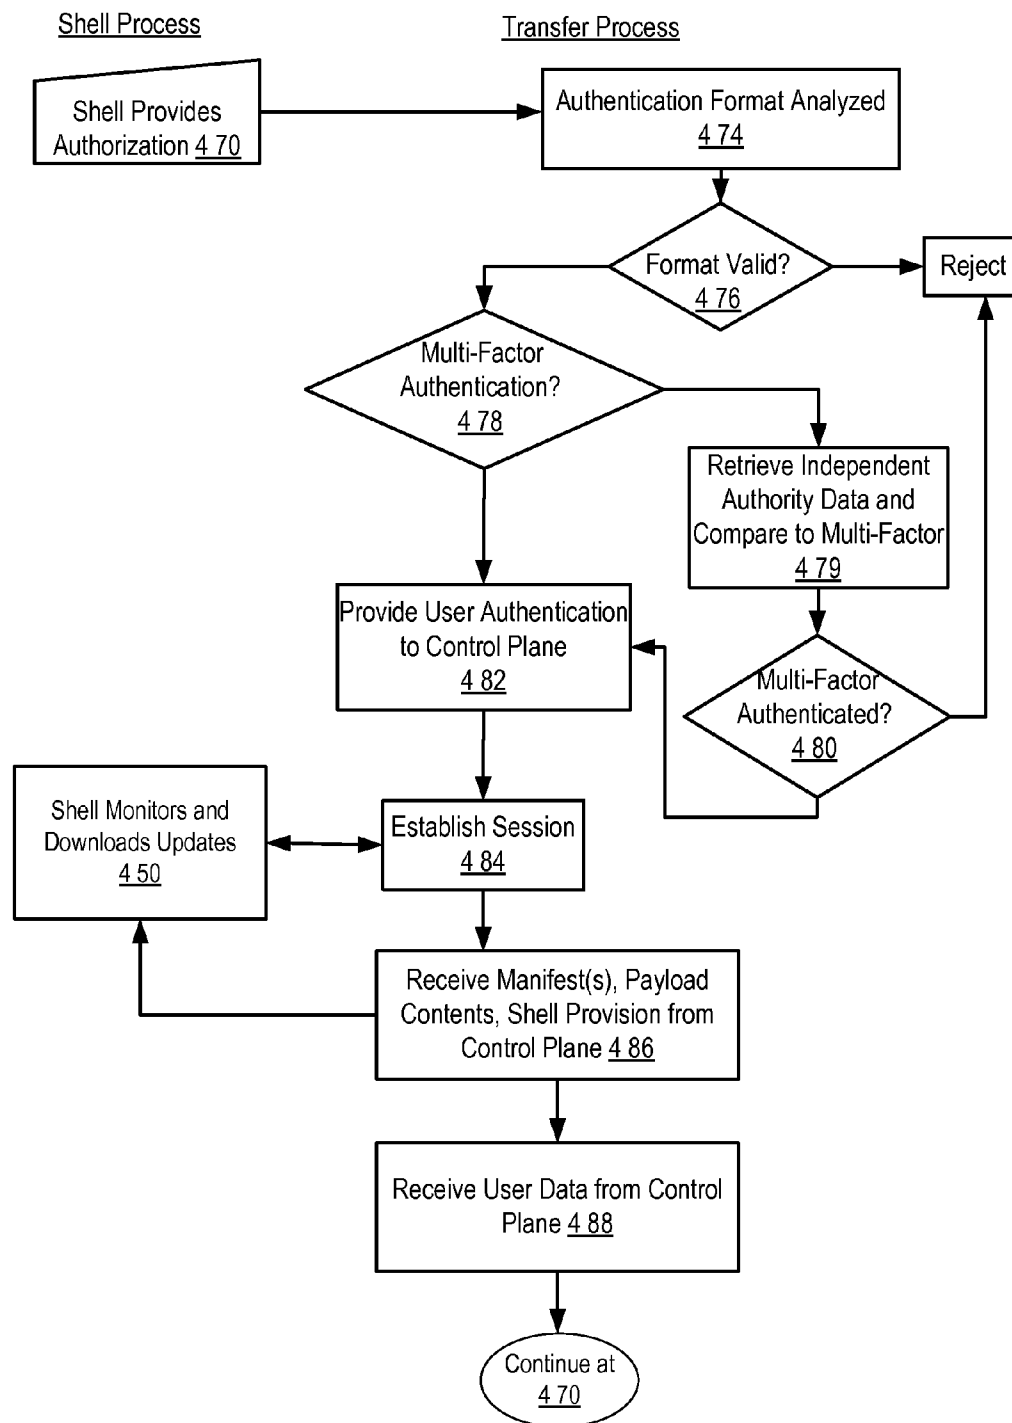 Shell Process
Transfer Process
Shell Provides
Authorization 4 70
Authentication Format Analyzed
4 74
Format Valid?
4 76
Reject
Multi-Factor
Authentication?
4 78
Retrieve Independent
Authority Data and
Compare to Multi-Factor
4 79
Provide User Authentication
to Control Plane
4 82
Multi-Factor
Authenticated?
4 80
Shell Monitors and
Downloads Updates
4 50
Establish Session
4 84
Receive Manifest(s), Payload
Contents, Shell Provision from
Control Plane 4 86
Receive User Data from Control
Plane 4 88
Continue at
4 70